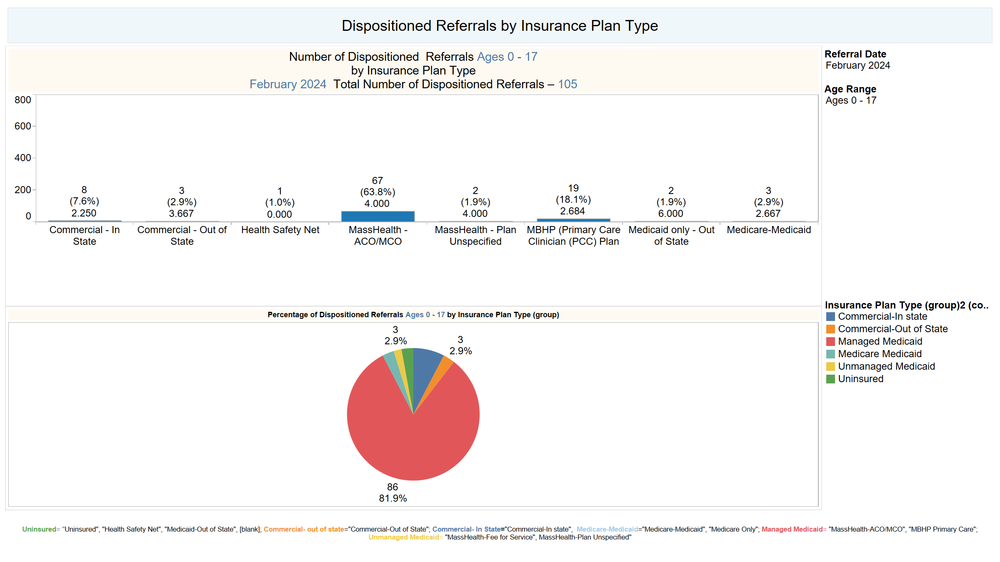 Dispositioned Referrals by Insurance Plan Type
Number of Dispositioned  Referrals Ages 0 - 17
by Insurance Plan Type
February 2024  Total Number of Dispositioned Referrals – 105
Referral Date
February 2024
Age Range
Ages 0 - 17
800
600
400
200
0
8
(7.6%)
2.250
3
(2.9%)
3.667
1
(1.0%)
0.000
67
(63.8%)
4.000
2
(1.9%)
4.000
19
(18.1%)
2.684
2
(1.9%)
6.000
3
(2.9%)
2.667
Commercial - In
State
Commercial - Out of
State
Health Safety Net
MassHealth -
ACO/MCO
MassHealth - Plan
Unspecified
MBHP (Primary Care
Clinician (PCC) Plan
Medicaid only - Out
of State
Medicare-Medicaid
Percentage of Dispositioned Referrals Ages 0 - 17 by Insurance Plan Type (group)
3
2.9%
3
2.9%
86
81.9%
Insurance Plan Type (group)2 (co..
Commercial-In state
Commercial-Out of State
Managed Medicaid
Medicare Medicaid
Unmanaged Medicaid
Uninsured
Uninsured= "Uninsured", "Health Safety Net", "Medicaid-Out of State", [blank]; Commercial- out of state="Commercial-Out of State"; Commercial- In State="Commercial-In state",  Medicare-Medicaid="Medicare-Medicaid", "Medicare Only"; Managed Medicaid= "MassHealth-ACO/MCO", "MBHP Primary Care";
Unmanaged Medicaid= "MassHealth-Fee for Service", MassHealth-Plan Unspecified"